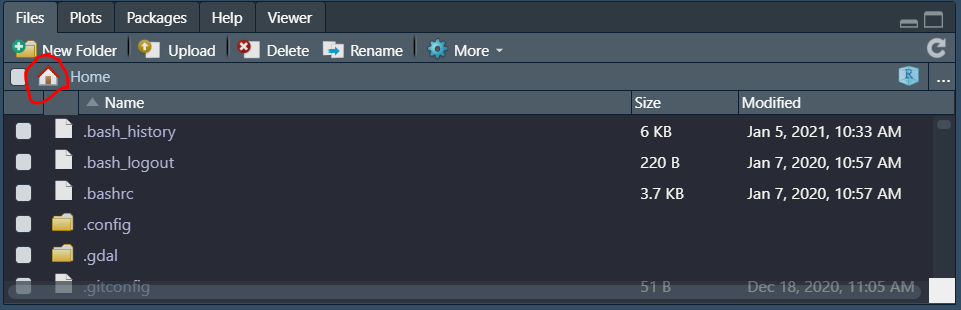 Files Plots Packages Help Viewer
New Folder Upload Delete Rename More
Home R ...
Name Size Modified
.bash_history 6 KB Jan 5, 2021, 10:33 AM
.bash_logout 220 B Jan 7, 2020, 10:57 AM
.bashrc 3.7 KB Jan 7, 2020, 10:57 AM
.config
.gdal
.gitconfig 51 B Dec 18, 2020, 11:05 AM